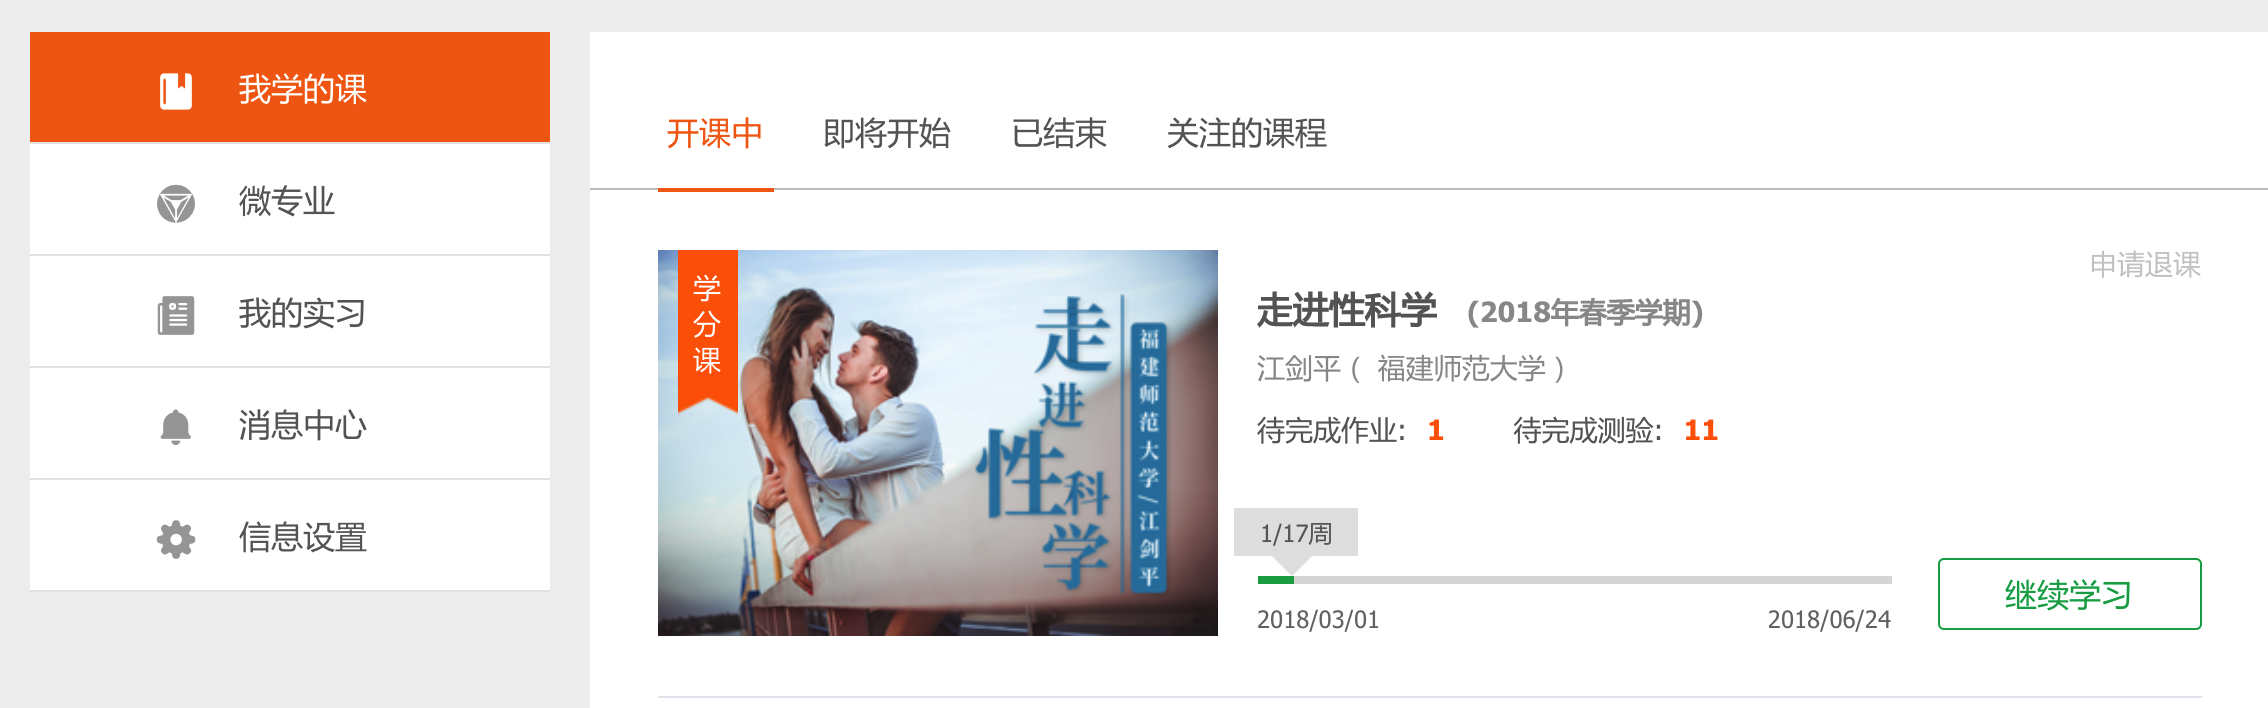 我学的课
微专业
我的实习
消息中心
信息设置
开课中 即将开始 已结束 关注的课程
学分课
走进性科学
福建师范大学/江剑平
申请退课
走进性科学 (2018年春季学期)
江剑平（ 福建师范大学 ）
待完成作业: 1 待完成测验: 11
1/17周
2018/03/01 2018/06/24
继续学习